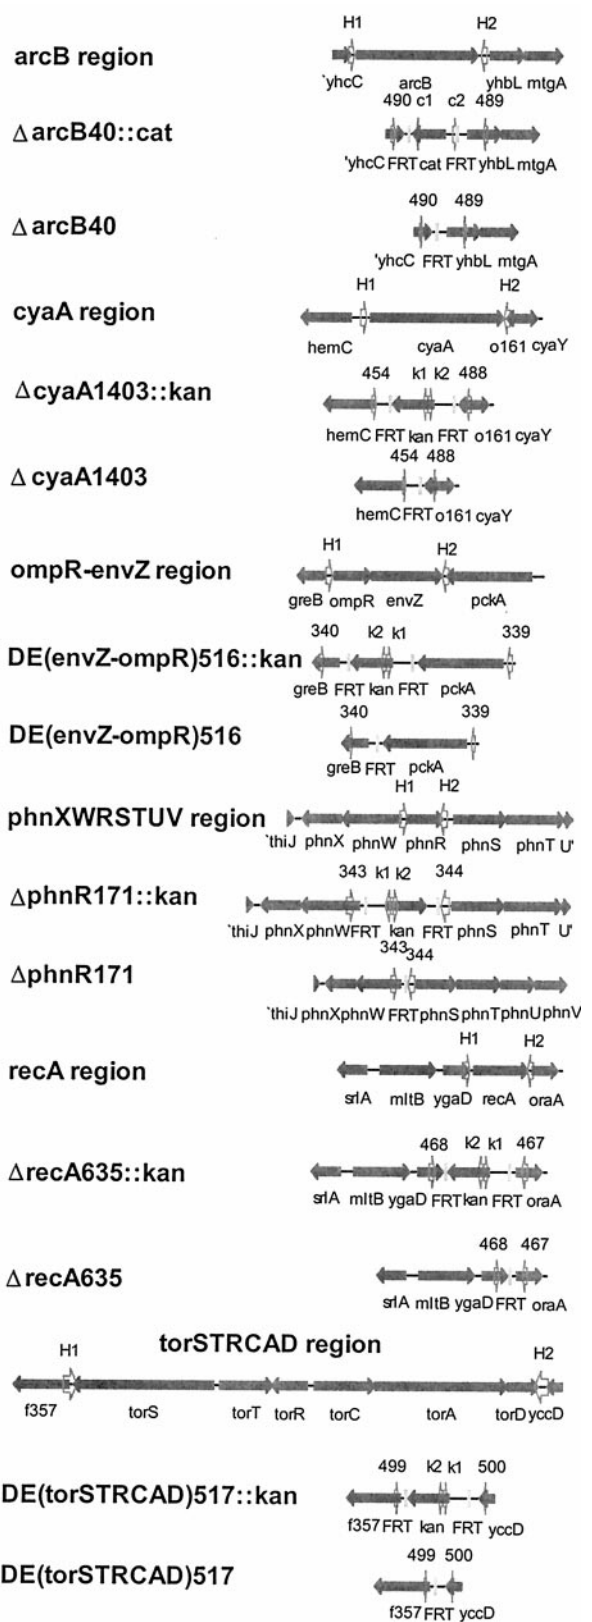 H1 H2
arcB region
'yhcC arcB yhbL mtgA
490 c1 c2 489
ΔarcB40::cat
'yhcC FRT cat FRT yhbL mtgA
490 489
ΔarcB40
'yhcC FRT yhbL mtgA
H1 H2
cyaA region
hemC cyaA o161 cyaY
454 k1 k2 488
ΔcyaA1403::kan
hemC FRT kan FRT o161 cyaY
454 488
ΔcyaA1403
hemC FRT o161 cyaY
H1 H2
ompR-envZ region
greB ompR envZ pckA
340 k2 k1 339
DE(envZ-ompR)516::kan
greB FRT kan FRT pckA
340 339
DE(envZ-ompR)516
greB FRT pckA
H1 H2
phnXWRSTUV region
`thiJ phnX phnW phnR phnS phnT U'
343 k1 k2 344
ΔphnR171::kan
`thiJ phnX phnW FRT kan FRT phnS phnT U'
343 344
ΔphnR171
`thiJ phnX phnW FRT phnS phnT phnU phnV
H1 H2
recA region
srlA mltB ygaD recA oraA
468 k2 k1 467
ΔrecA635::kan
srlA mltB ygaD FRT kan FRT oraA
468 467
ΔrecA635
srlA mltB ygaD FRT oraA
torSTRCAD region
H1 H2
f357 torS torT torR torC torA torD yccD
499 k2 k1 500
DE(torSTRCAD)517::kan
f357 FRT kan FRT yccD
499 500
DE(torSTRCAD)517
f357 FRT yccD